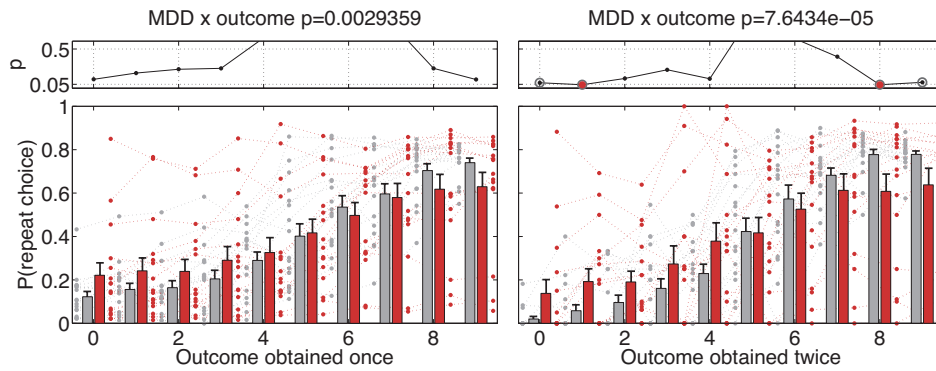 MDD x outcome p=0.0029359
MDD x outcome p=7.6434e−05
p
0.5
0.05
P(repeat choice)
1
0.8
0.6
0.4
0.2
0
0 2 4 6 8
Outcome obtained once
0 2 4 6 8
Outcome obtained twice